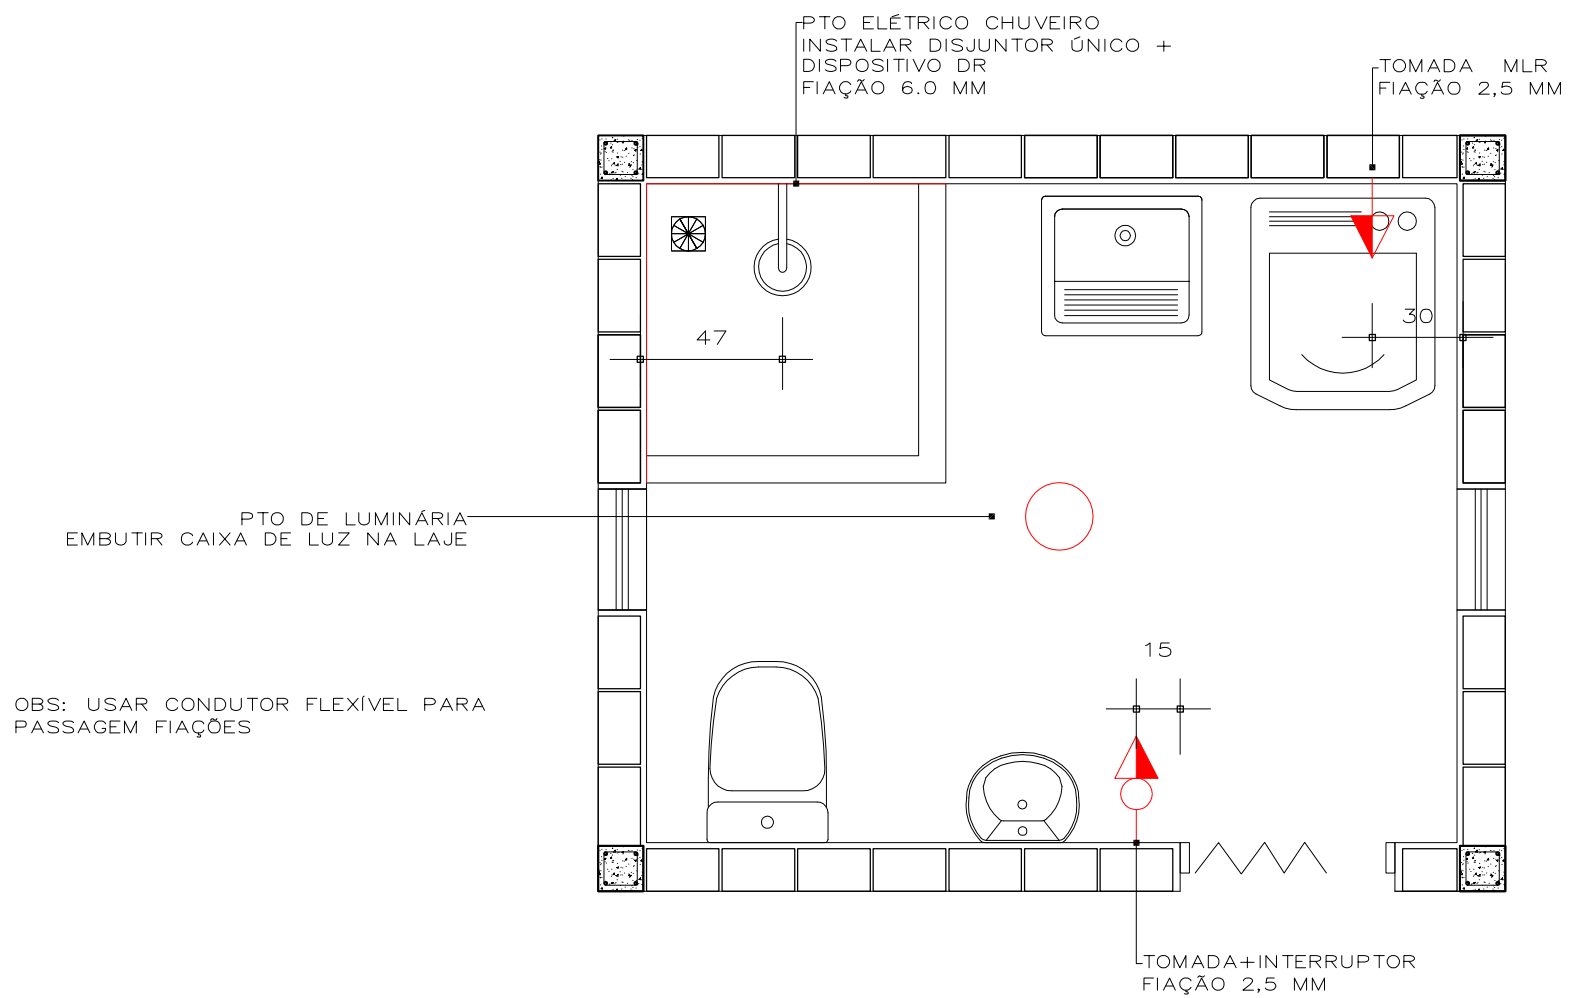 PTO ELÉTRICO CHUVEIRO
INSTALAR DISJUNTOR ÚNICO +
DISPOSITIVO DR
FIAÇÃO 6.0 MM
TOMADA MLR
FIAÇÃO 2,5 MM
30
47
PTO DE LUMINÁRIA
EMBUTIR CAIXA DE LUZ NA LAJE
15
OBS: USAR CONDUTOR FLEXÍVEL PARA
PASSAGEM FIAÇÕES
TOMADA+INTERRUPTOR
FIAÇÃO 2,5 MM